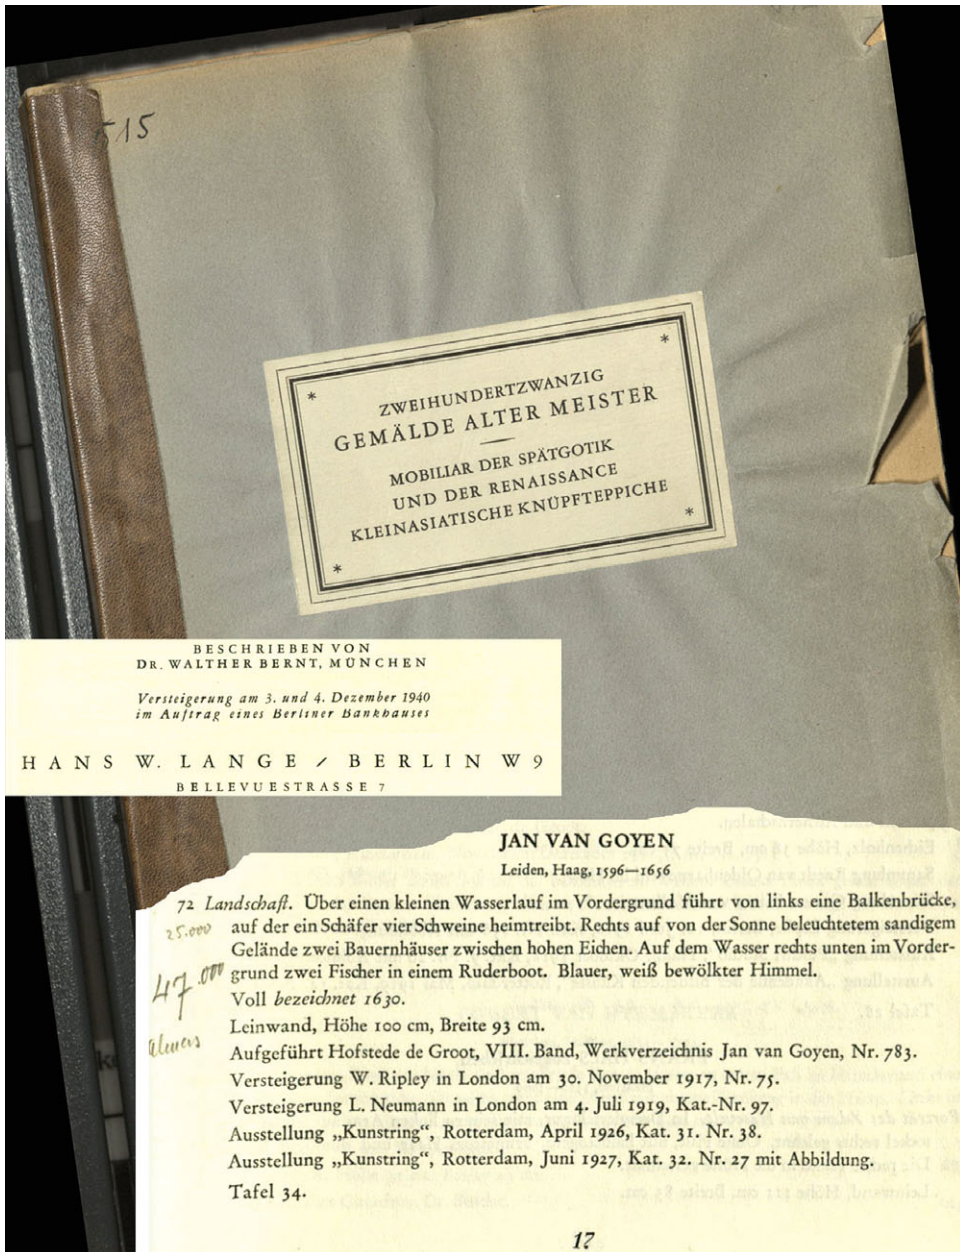 515
*
*
ZWEIHUNDERTZWANZIG
GEMÄLDE ALTER MEISTER
MOBILIAR DER SPÄTGOTIK
UND DER RENAISSANCE
KLEINASIATISCHE KNÜPFTEPPICHE
*
*
BESCHRIEBEN VON
DR. WALTHER BERNT, MÜNCHEN
Versteigerung am 3. und 4. Dezember 1940
im Auftrag eines Berliner Bankhauses
HANS W. LANGE / BERLIN W 9
BELLEVUESTRASSE 7
JAN VAN GOYEN
Leiden, Haag, 1596—1656
72 Landschaft. Über einen kleinen Wasserlauf im Vordergrund führt von links eine Balkenbrücke,
25.000 auf der ein Schäfer vier Schweine heimtreibt. Rechts auf von der Sonne beleuchtetem sandigem
Gelände zwei Bauernhäuser zwischen hohen Eichen. Auf dem Wasser rechts unten im Vorder-
47.000 grund zwei Fischer in einem Ruderboot. Blauer, weiß bewölkter Himmel.
Voll bezeichnet 1630.
Leinwand, Höhe 100 cm, Breite 93 cm.
Aufgeführt Hofstede de Groot, VIII. Band, Werkverzeichnis Jan van Goyen, Nr. 783.
Versteigerung W. Ripley in London am 30. November 1917, Nr. 75.
Versteigerung L. Neumann in London am 4. Juli 1919, Kat.-Nr. 97.
Ausstellung „Kunstring“, Rotterdam, April 1926, Kat. 31. Nr. 38.
Ausstellung „Kunstring“, Rotterdam, Juni 1927, Kat. 32. Nr. 27 mit Abbildung.
Tafel 34.
17